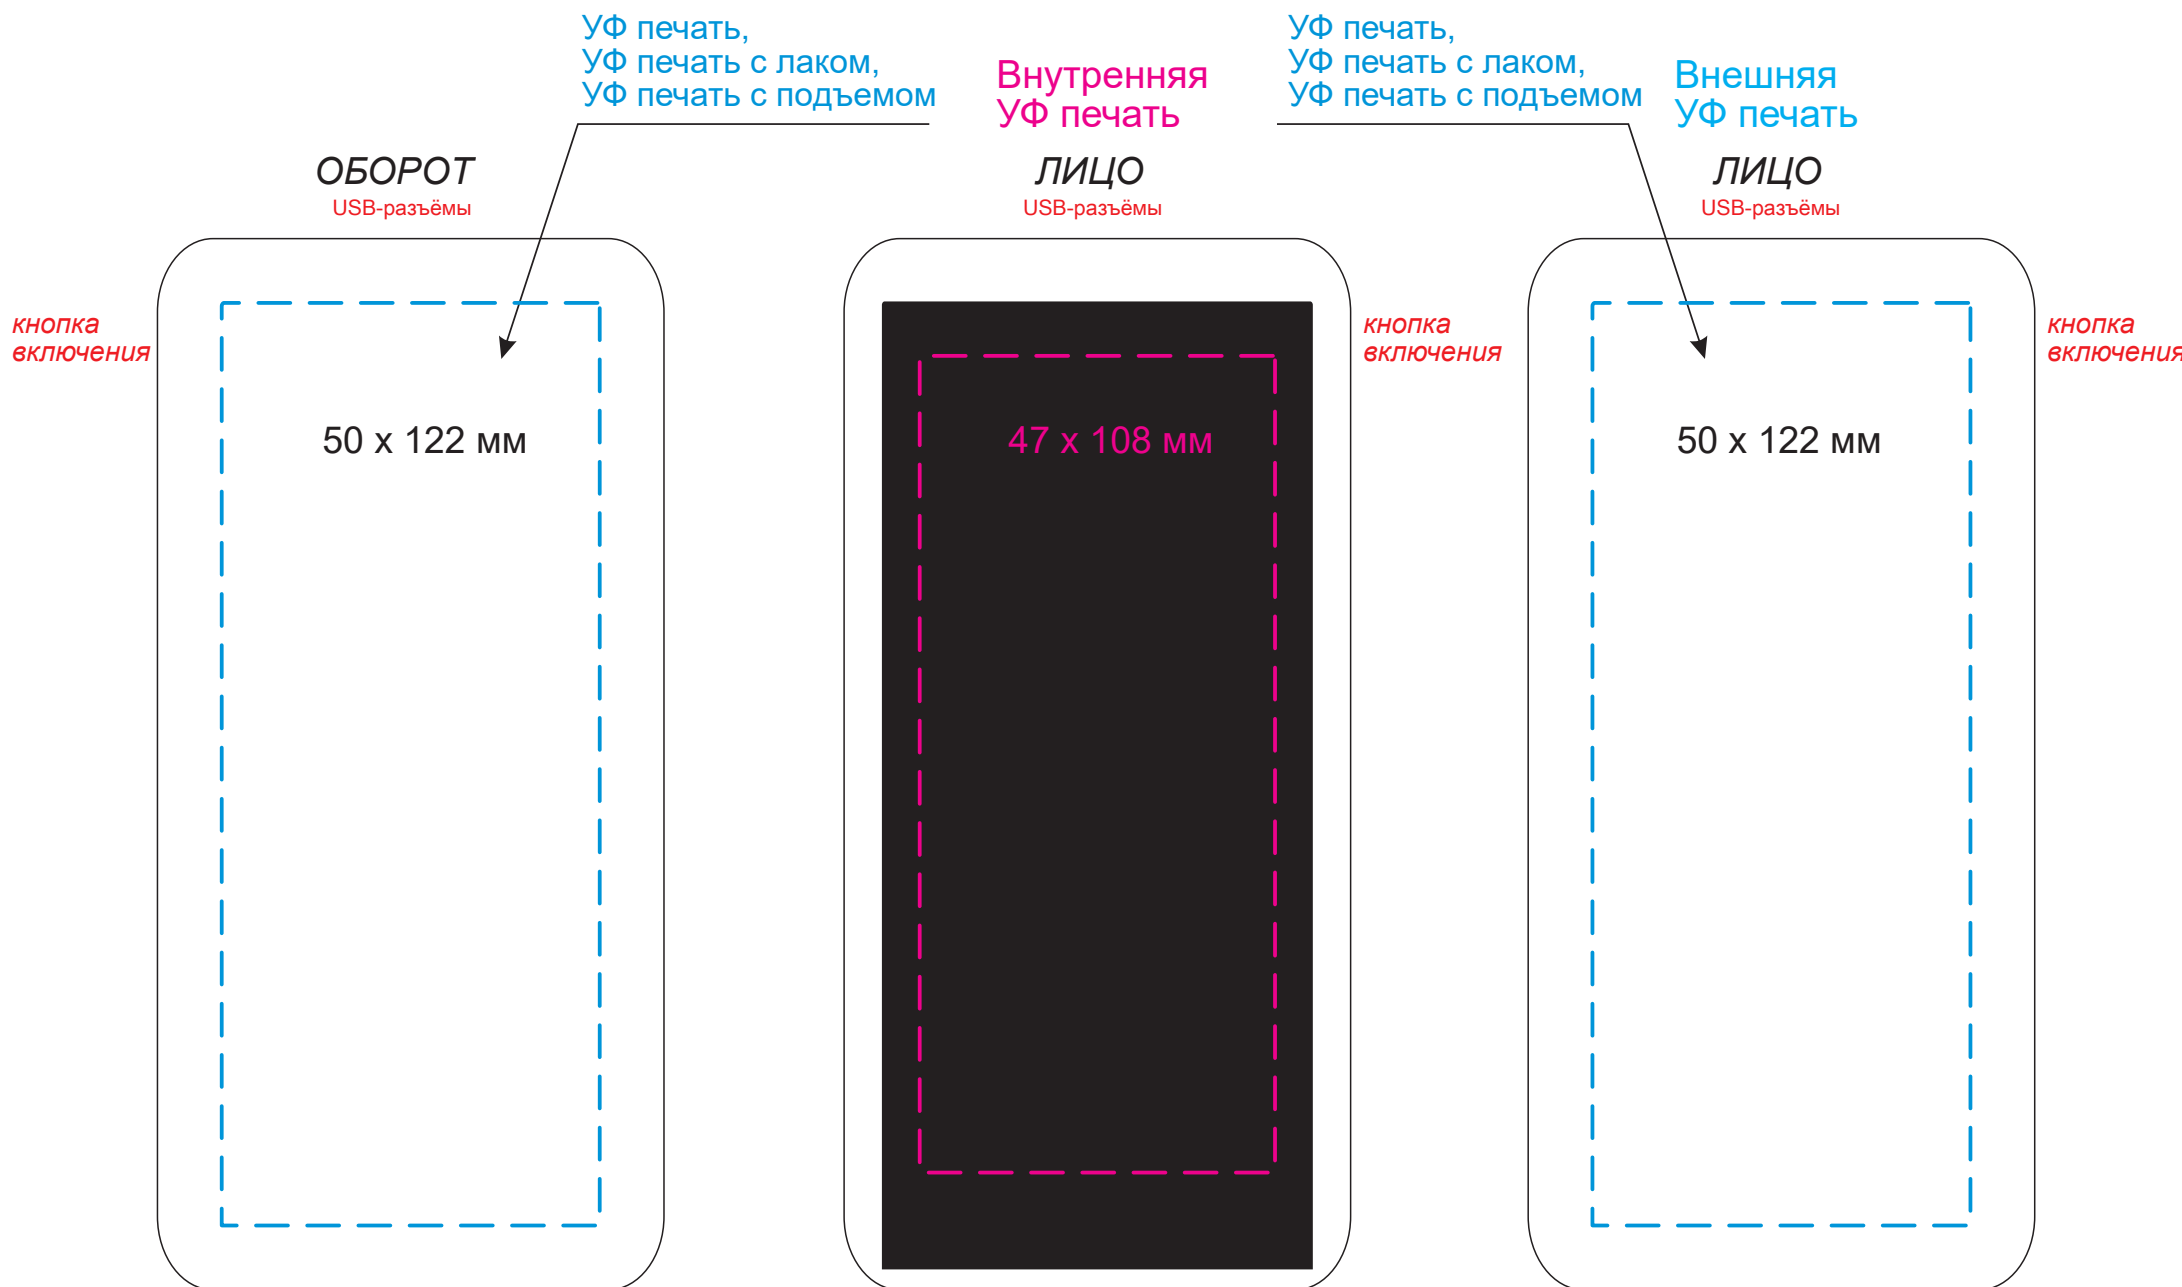 УФ печать,
УФ печать с лаком,
УФ печать с подъемом
Внутренняя
УФ печать
УФ печать,
УФ печать с лаком,
УФ печать с подъемом
Внешняя
УФ печать
ОБОРОТ
USB-разъёмы
ЛИЦО
USB-разъёмы
ЛИЦО
USB-разъёмы
кнопка
включения
кнопка
включения
кнопка
включения
50 х 122 мм
47 х 108 мм
50 х 122 мм